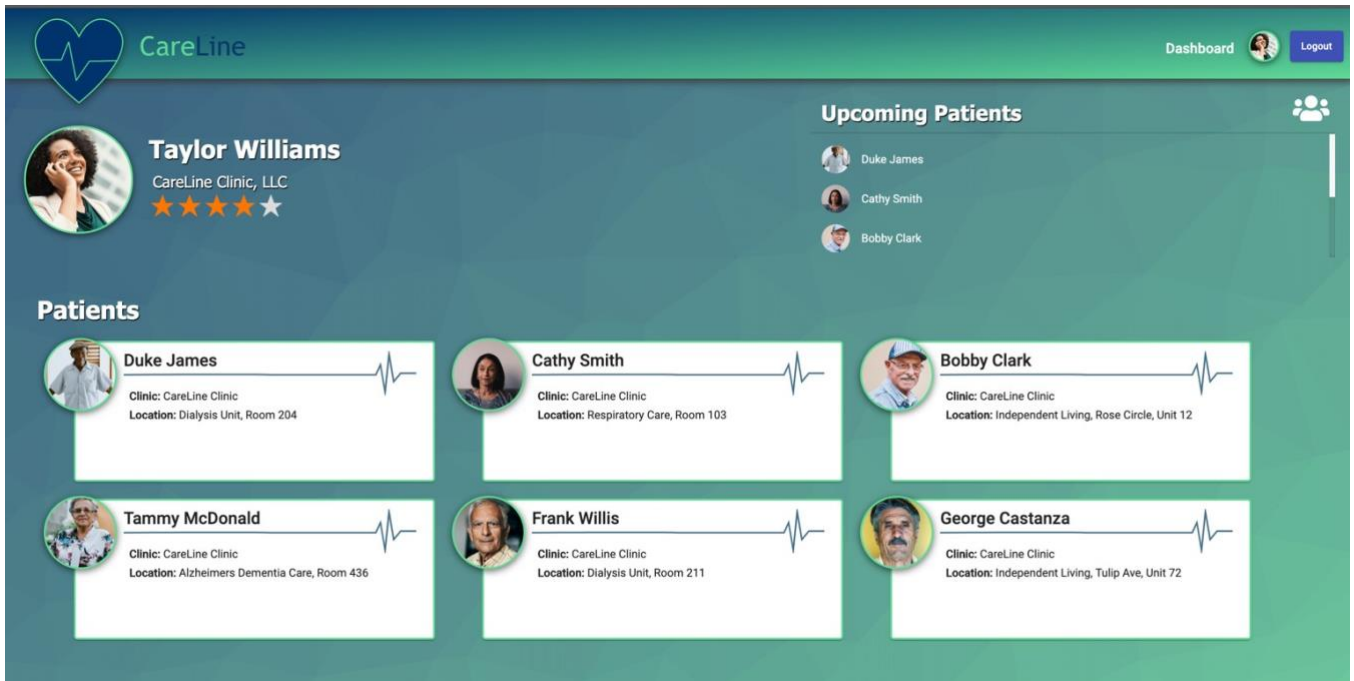 CareLine
Dashboard
Logout
Taylor Williams
CareLine Clinic, LLC
Upcoming Patients
Duke James
Cathy Smith
Bobby Clark
Patients
Duke James
Clinic: CareLine Clinic
Location: Dialysis Unit, Room 204
Cathy Smith
Clinic: CareLine Clinic
Location: Respiratory Care, Room 103
Bobby Clark
Clinic: CareLine Clinic
Location: Independent Living, Rose Circle, Unit 12
Tammy McDonald
Clinic: CareLine Clinic
Location: Alzheimers Dementia Care, Room 436
Frank Willis
Clinic: CareLine Clinic
Location: Dialysis Unit, Room 211
George Castanza
Clinic: CareLine Clinic
Location: Independent Living, Tulip Ave, Unit 72